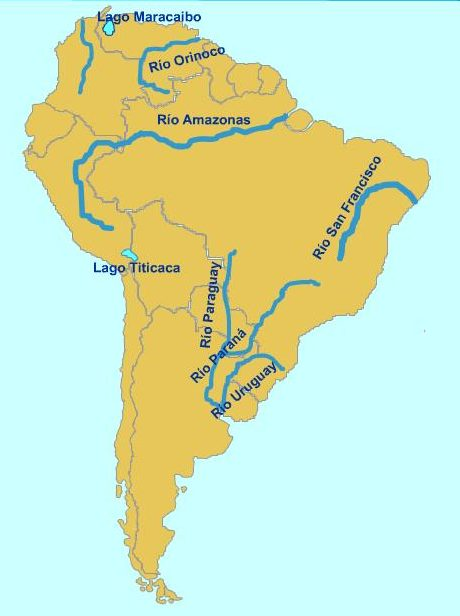 Lago Maracaibo
Río Orinoco
Río Amazonas
Río San Francisco
Lago Titicaca
Río Paraguay
Río Paraná
Río Uruguay